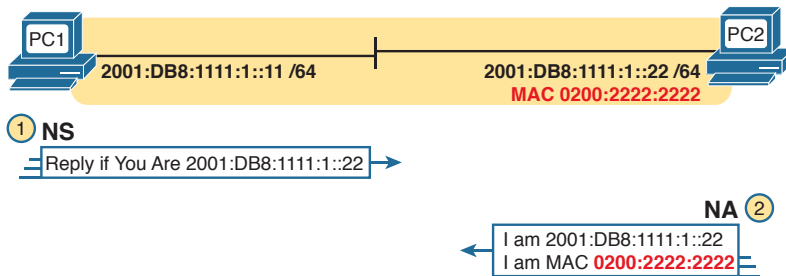 PC1
PC2
2001:DB8:1111:1::11 /64
2001:DB8:1111:1::22 /64
MAC 0200:2222:2222
1 NS
Reply if You Are 2001:DB8:1111:1::22
NA 2
I am 2001:DB8:1111:1::22
I am MAC 0200:2222:2222